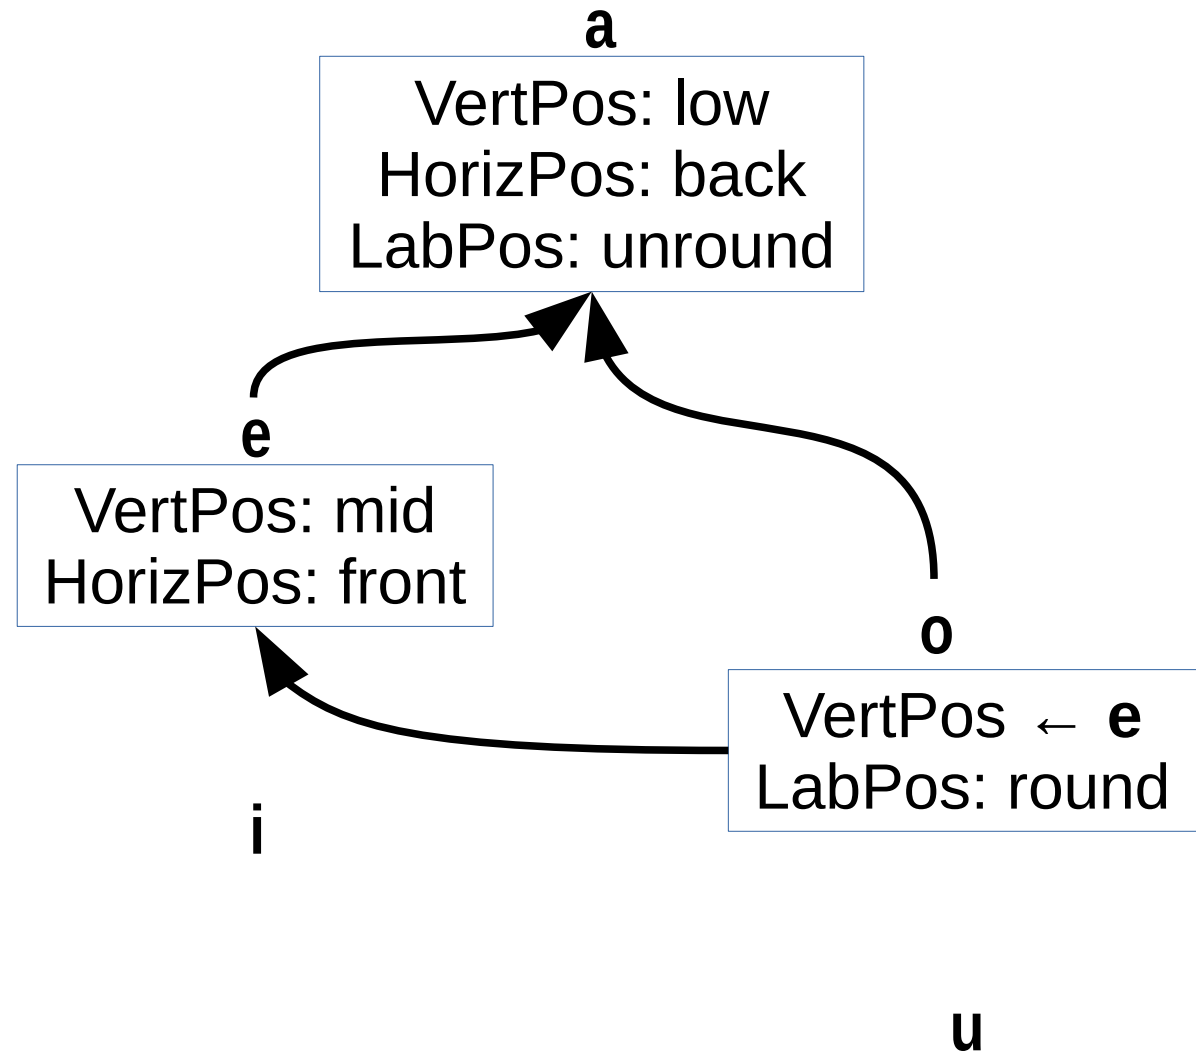 a
VertPos: low
HorizPos: back
LabPos: unround
e
VertPos: mid
HorizPos: front
o
VertPos ← e
LabPos: round
i
u